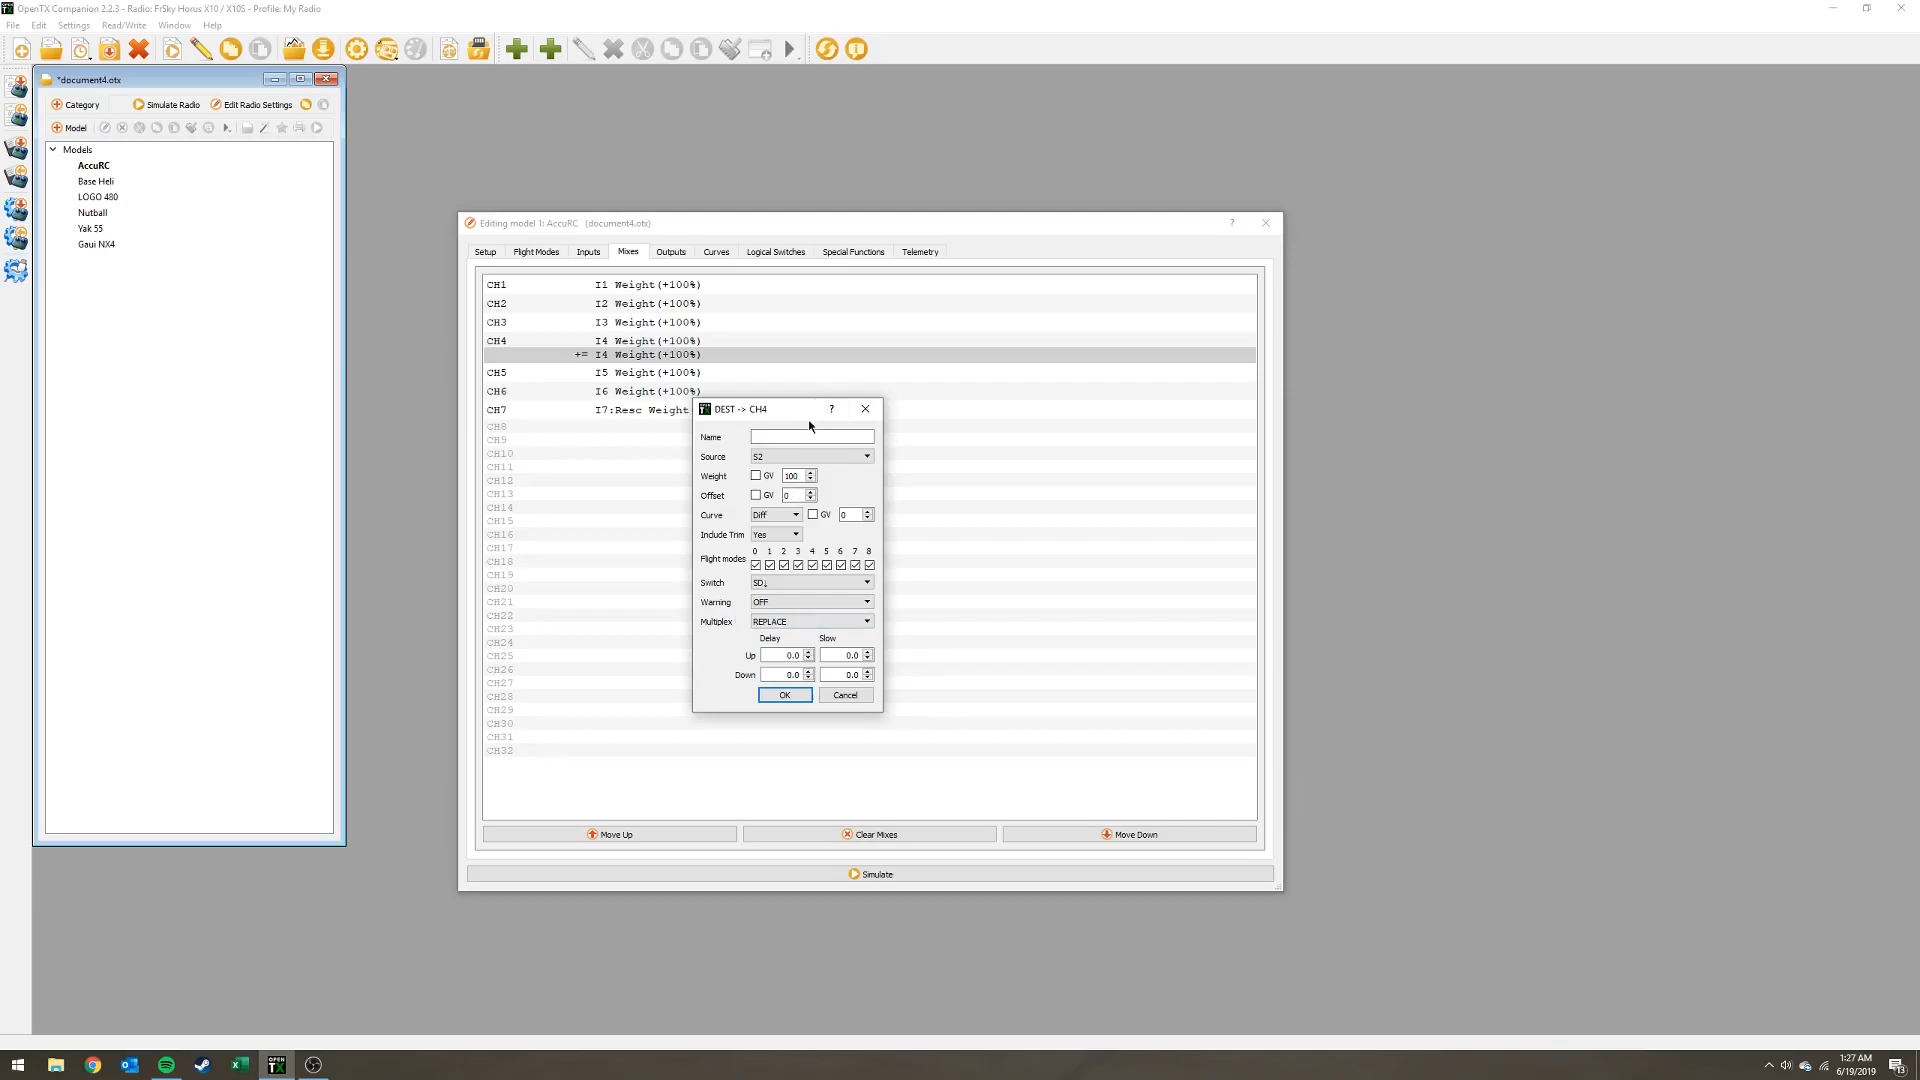 OpenTX Companion 2.2.3 - Radio: FrSky Horus X10 / X10S - Profile: My Radio
File Edit Settings Read/Write Window Help
*document4.otx
Category Simulate Radio Edit Radio Settings
Model
Models
AccuRC
Base Heli
LOGO 480
Nutball
Yak 55
Gaui NX4
Editing model 1: AccuRC (document4.otx)
?
Setup Flight Modes Inputs Mixes Outputs Curves Logical Switches Special Functions Telemetry
CH1 I1 Weight(+100%)
CH2 I2 Weight(+100%)
CH3 I3 Weight(+100%)
CH4 I4 Weight(+100%)
+= I4 Weight(+100%)
CH5 I5 Weight(+100%)
CH6 I6 Weight(+100%)
CH7 I7:Resc Weight
CH8
CH9
CH10
CH11
CH12
CH13
CH14
CH15
CH16
CH17
CH18
CH19
CH20
CH21
CH22
CH23
CH24
CH25
CH26
CH27
CH28
CH29
CH30
CH31
CH32
DEST -> CH4 ?
Name
Source S2
Weight GV 100
Offset GV 0
Curve Diff GV 0
Include Trim Yes
0 1 2 3 4 5 6 7 8
Flight modes
Switch SD↓
Warning OFF
Multiplex REPLACE
Delay Slow
Up 0.0 0.0
Down 0.0 0.0
OK Cancel
Move Up Clear Mixes Move Down
Simulate
OPEN TX
1:27 AM
6/19/2019
13